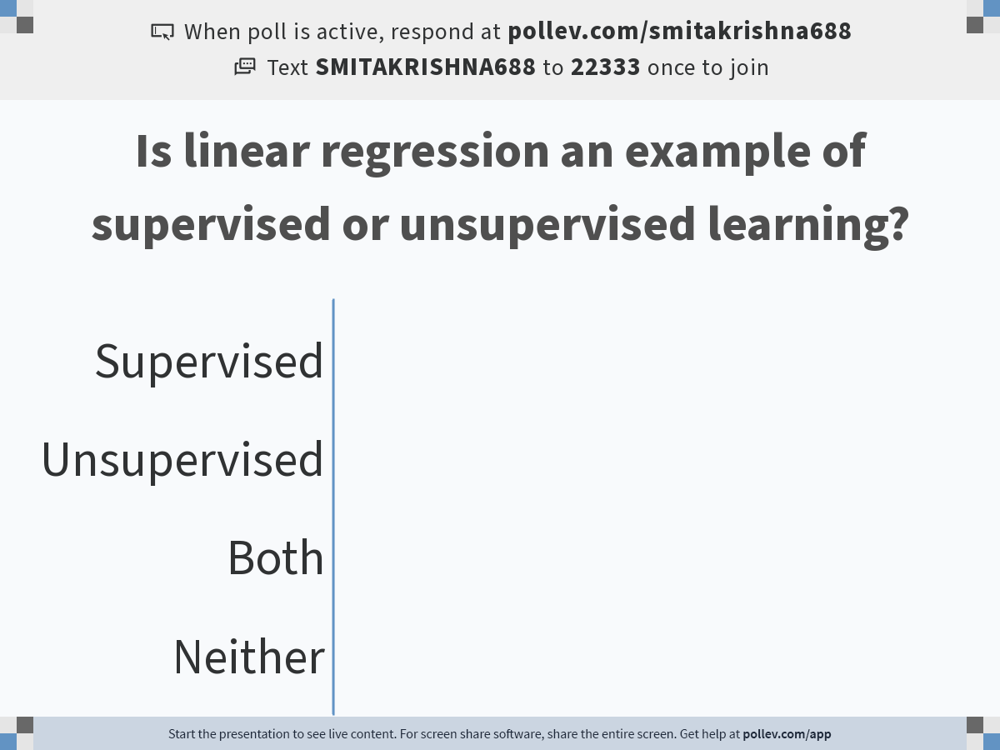 When poll is active, respond at pollev.com/smitakrishna688
Text SMITAKRISHNA688 to 22333 once to join
Is linear regression an example of
supervised or unsupervised learning?
Supervised
Unsupervised
Both
Neither
Start the presentation to see live content. For screen share software, share the entire screen. Get help at pollev.com/app